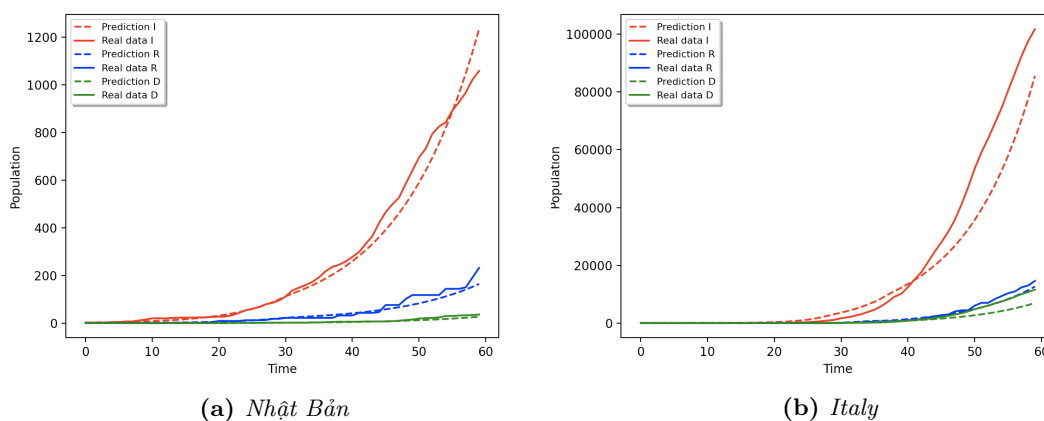 Prediction I
Real data I
Prediction R
Real data R
Prediction D
Real data D
1200
1000
800
600
400
200
0
Population
0 10 20 30 40 50 60
Time
(a) Nhật Bản
Prediction I
Real data I
Prediction R
Real data R
Prediction D
Real data D
100000
80000
60000
40000
20000
0
Population
0 10 20 30 40 50 60
Time
(b) Italy